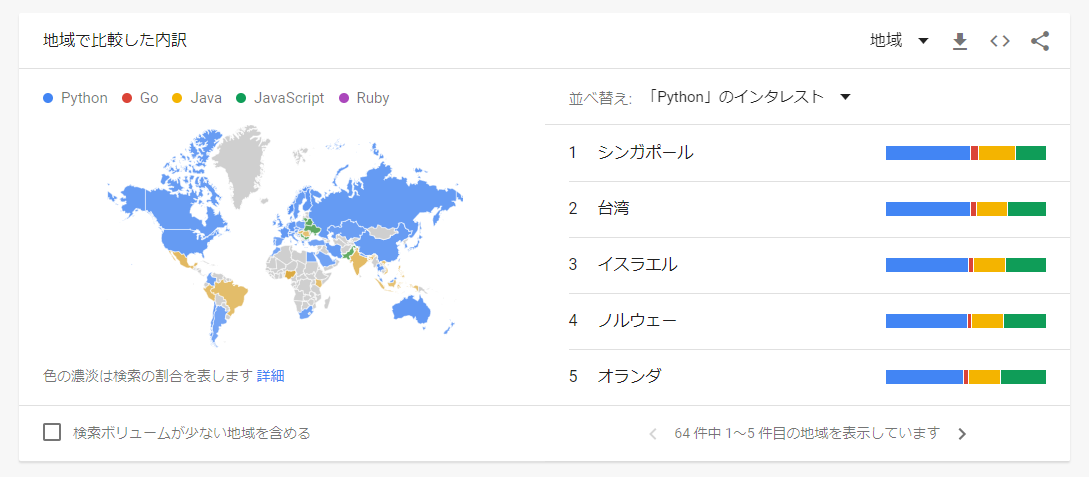 地域で比較した内訳
地域
Python Go Java JavaScript Ruby
並べ替え: 「Python」のインタレスト
1 シンガポール
2 台湾
3 イスラエル
4 ノルウェー
5 オランダ
色の濃淡は検索の割合を表します 詳細
検索ボリュームが少ない地域を含める
64 件中 1～5 件目の地域を表示しています